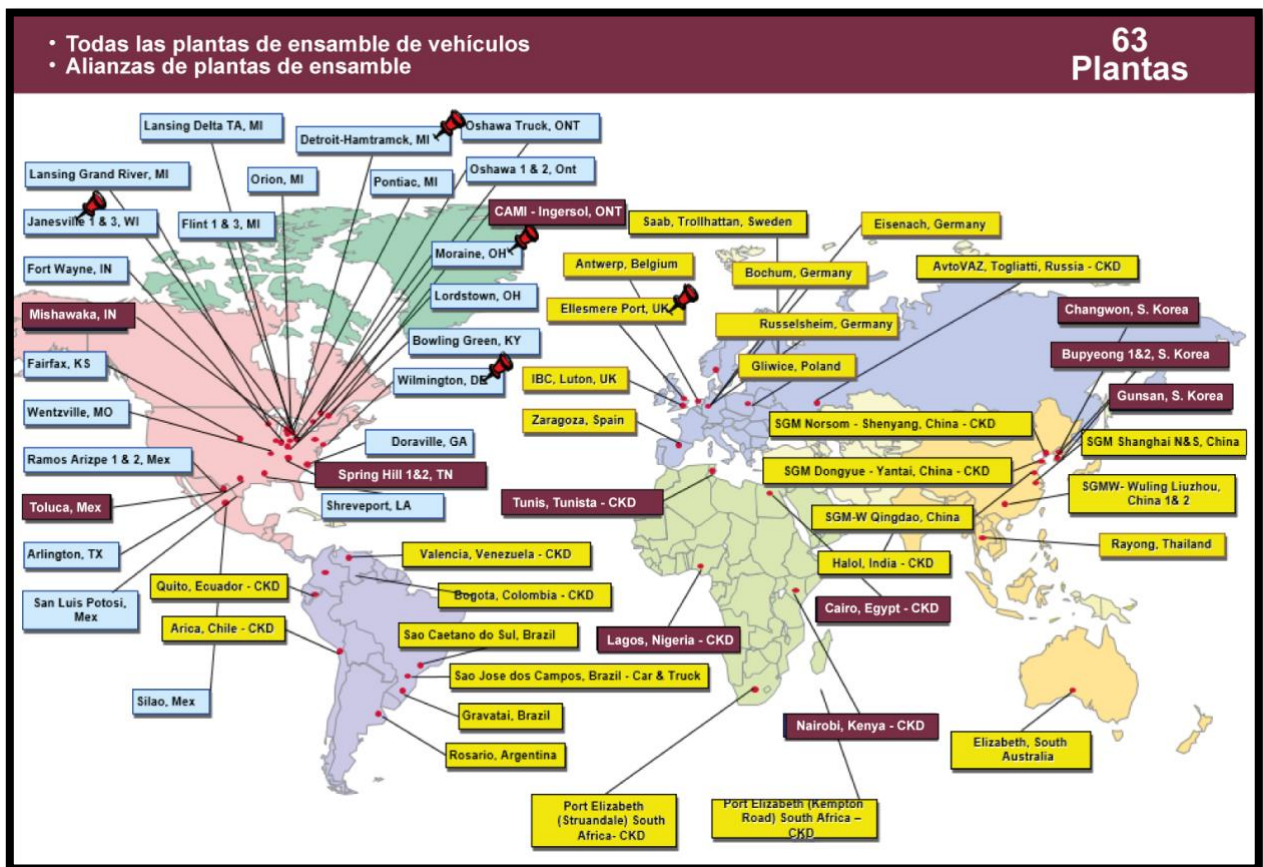 • Todas las plantas de ensamble de vehículos
• Alianzas de plantas de ensamble
63
Plantas
Lansing Delta TA, MI
Detroit-Hamtramck, MI
Oshawa Truck, ONT
Lansing Grand River, MI
Orion, MI
Pontiac, MI
Oshawa 1 & 2, Ont
Janesville 1 & 3, WI
Flint 1 & 3, MI
CAMI - Ingersol, ONT
Saab, Trollhattan, Sweden
Eisenach, Germany
Fort Wayne, IN
Moraine, OH
Antwerp, Belgium
Bochum, Germany
AvtoVAZ, Togliatti, Russia - CKD
Mishawaka, IN
Lordstown, OH
Ellesmere Port, UK
Russelsheim, Germany
Changwon, S. Korea
Fairfax, KS
Bowling Green, KY
Gliwice, Poland
Bupyeong 1&2, S. Korea
Wilmington, DE
IBC, Luton, UK
Gunsan, S. Korea
Wentzville, MO
Zaragoza, Spain
SGM Norsom - Shenyang, China - CKD
Doraville, GA
SGM Shanghai N&S, China
Ramos Arizpe 1 & 2, Mex
Spring Hill 1&2, TN
SGM Dongyue - Yantai, China - CKD
SGMW- Wuling Liuzhou,
China 1& 2
Toluca, Mex
Shreveport, LA
Tunis, Tunista - CKD
SGM-W Qingdao, China
Rayong, Thailand
Arlington, TX
Valencia, Venezuela - CKD
Halol, India - CKD
Quito, Ecuador - CKD
Bogota, Colombia - CKD
San Luis Potosi,
Mex
Cairo, Egypt - CKD
Arica, Chile - CKD
Sao Caetano do Sul, Brazil
Lagos, Nigeria - CKD
Sao Jose dos Campos, Brazil - Car & Truck
Silao, Mex
Gravatai, Brazil
Nairobi, Kenya - CKD
Rosario, Argentina
Elizabeth, South
Australia
Port Elizabeth
(Struandale) South
Africa- CKD
Port Elizabeth (Kempton
Road) South Africa –
CKD